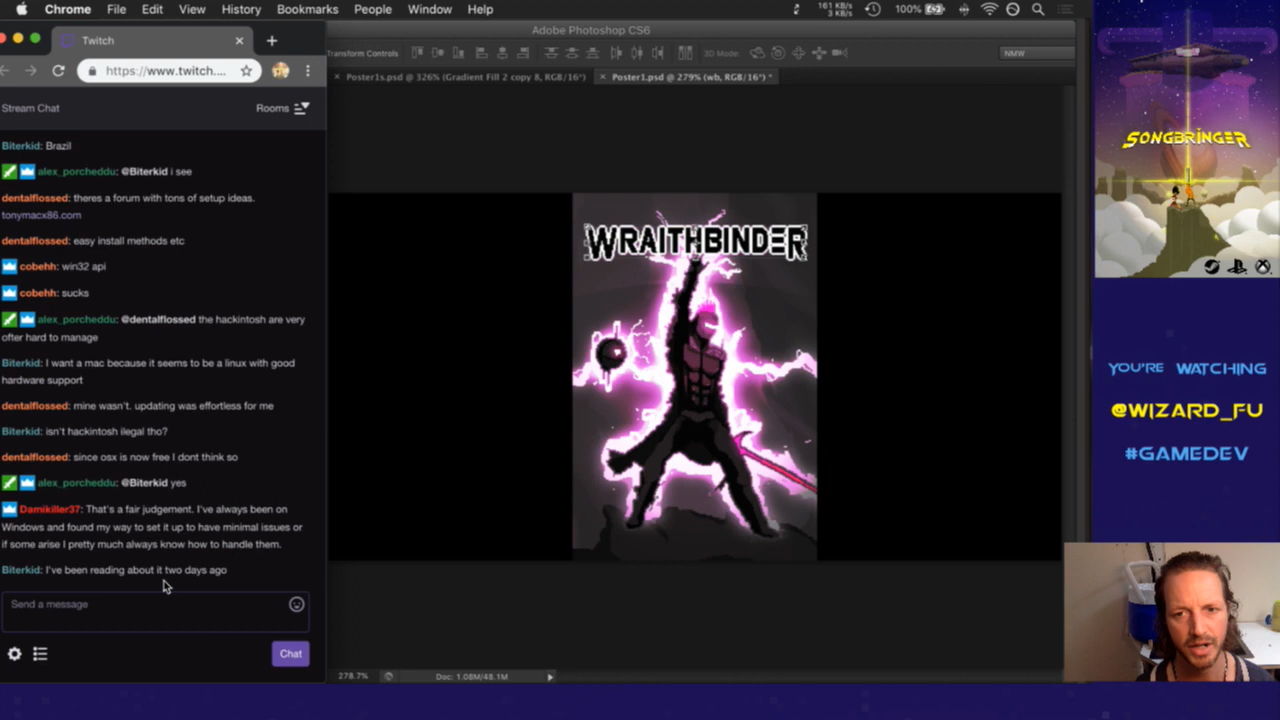 Chrome File Edit View History Bookmarks People Window Help
161 KB/s
3 KB/s
100%
Twitch
https://www.twitch....
Stream Chat
Rooms
Biterkid: Brazil
alex_porcheddu: @Biterkid i see
dentalflossed: theres a forum with tons of setup ideas.
tonymacx86.com
dentalflossed: easy install methods etc
cobehh: win32 api
cobehh: sucks
alex_porcheddu: @dentalflossed the hackintosh are very
ofter hard to manage
Biterkid: I want a mac because it seems to be a linux with good
hardware support
dentalflossed: mine wasn't. updating was effortless for me
Biterkid: isn't hackintosh ilegal tho?
dentalflossed: since osx is now free I dont think so
alex_porcheddu: @Biterkid yes
Damikiller37: That's a fair judgement. I've always been on
Windows and found my way to set it up to have minimal issues or
if some arise I pretty much always know how to handle them.
Biterkid: I've been reading about it two days ago
Send a message
Chat
Adobe Photoshop CS6
Transform Controls
3D Mode:
NMW
Poster1s.psd @ 326% (Gradient Fill 2 copy 8, RGB/16*)
Poster1.psd @ 279% (wb, RGB/16*) *
WRAITHBINDER
278.7%
Doc: 1.08M/48.1M
SONGBRINGER
YOU'RE WATCHING
@WIZARD_FU
#GAMEDEV